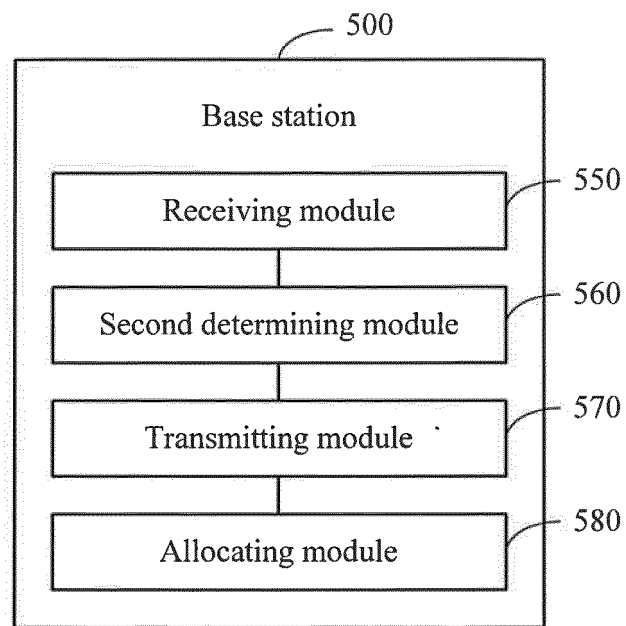 500
Base station
550
Receiving module
560
Second determining module
570
Transmitting module
580
Allocating module